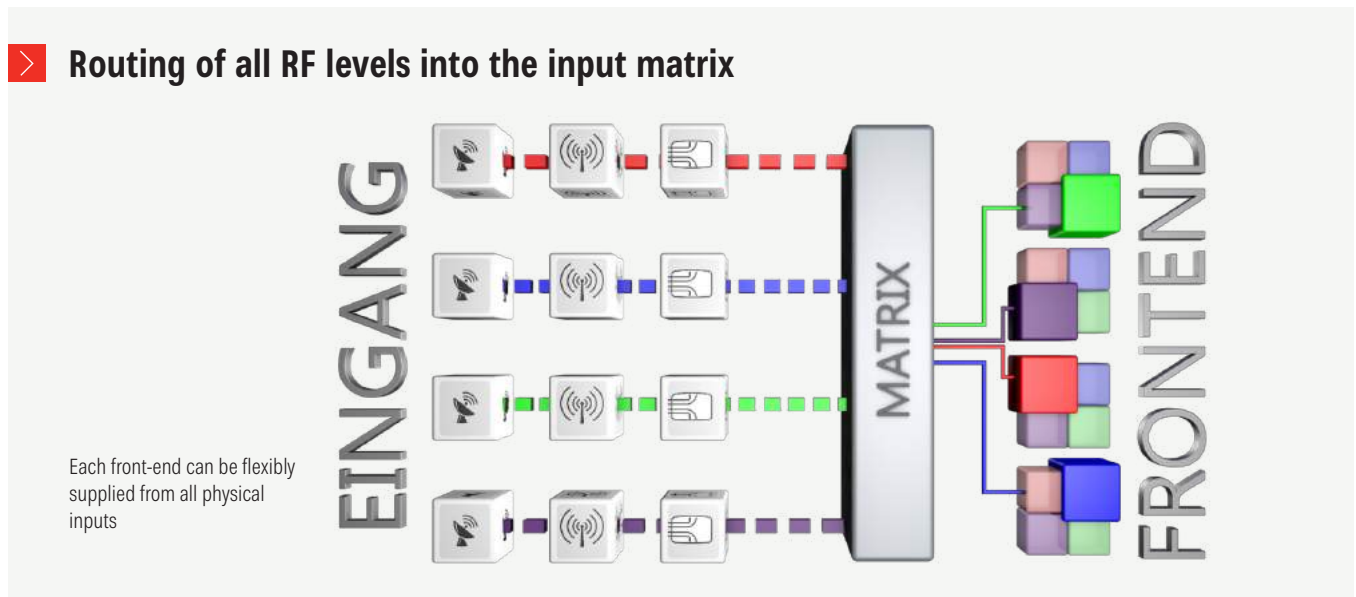 Routing of all RF levels into the input matrix
EINGANG
Each front-end can be flexibly
supplied from all physical
inputs
MATRIX
FRONTEND